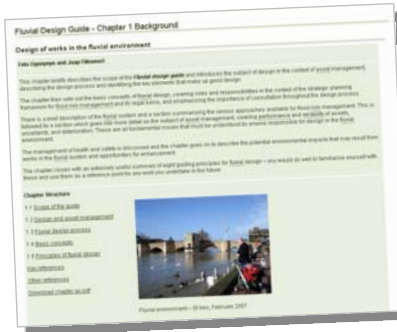 Fluvial Design Guide - Chapter 1 Background
Design of works in the fluvial environment
This chapter briefly describes the scope of the Fluvial design guide and introduces the subject of design in the context of asset management,
describing the design process and identifying the key elements that make up good design.
The chapter then sets out the basic concepts of fluvial design, covering roles and responsibilities in the context of the strategic planning
framework for flood risk management and its legal basis, and emphasising the importance of consultation throughout the design process.
There is a brief description of the fluvial system and a section summarising the various approaches available for flood risk management. This is
followed by a section which goes into more detail on the subject of asset management, covering performance and reliability of assets,
uncertainty, and deterioration. These are all fundamental issues that must be understood by anyone responsible for design in the fluvial
environment.
The management of health and safety is discussed and the chapter goes on to describe the potential environmental impacts that may result from
works in the fluvial system and opportunities for enhancement.
The chapter closes with an extremely useful summary of eight guiding principles for fluvial design – you would do well to familiarise yourself with
these and use them as a reference point for any work you undertake in the future.
Chapter Structure
1.1 Scope of the guide
1.2 Design and asset management
1.3 Fluvial design process
1.4 Basic concepts
1.5 Principles of fluvial design
Key references
Other references
Download chapter as pdf
Fluvial environment – St Ives, February 2007